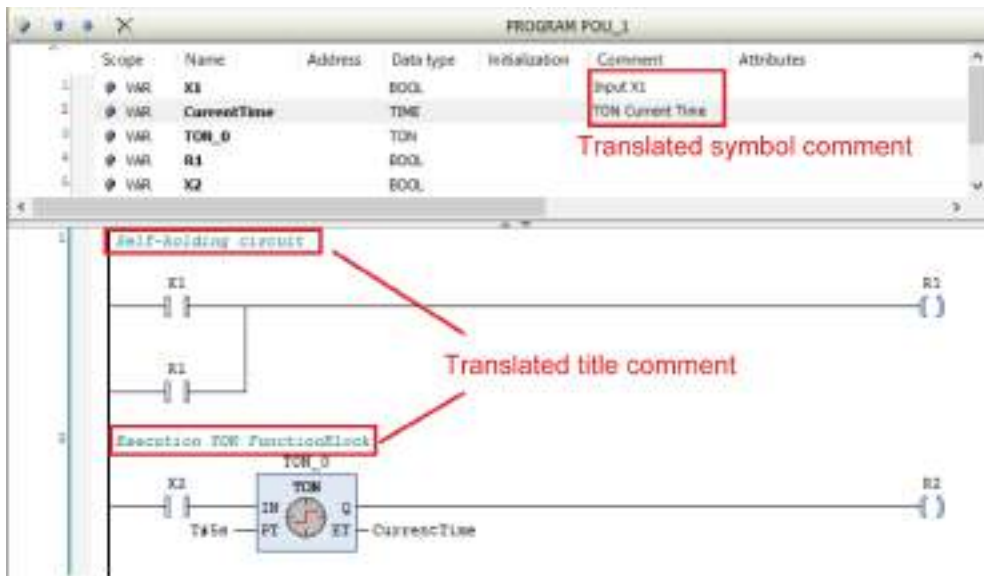 PROGRAM POU_1
Scope Name Address Data type Initialization Comment Attributes
1 VAR X1 BOOL Input X1
2 VAR CurrentTime TIME TON Current Time
3 VAR TON_0 TON
4 VAR R1 BOOL
5 VAR X2 BOOL
Translated symbol comment
Self-holding circuit
X1 R1
R1
Translated title comment
Execution TON FunctionBlock
TON_0
X2 TON R2
IN Q
T#5s PT ET CurrentTime